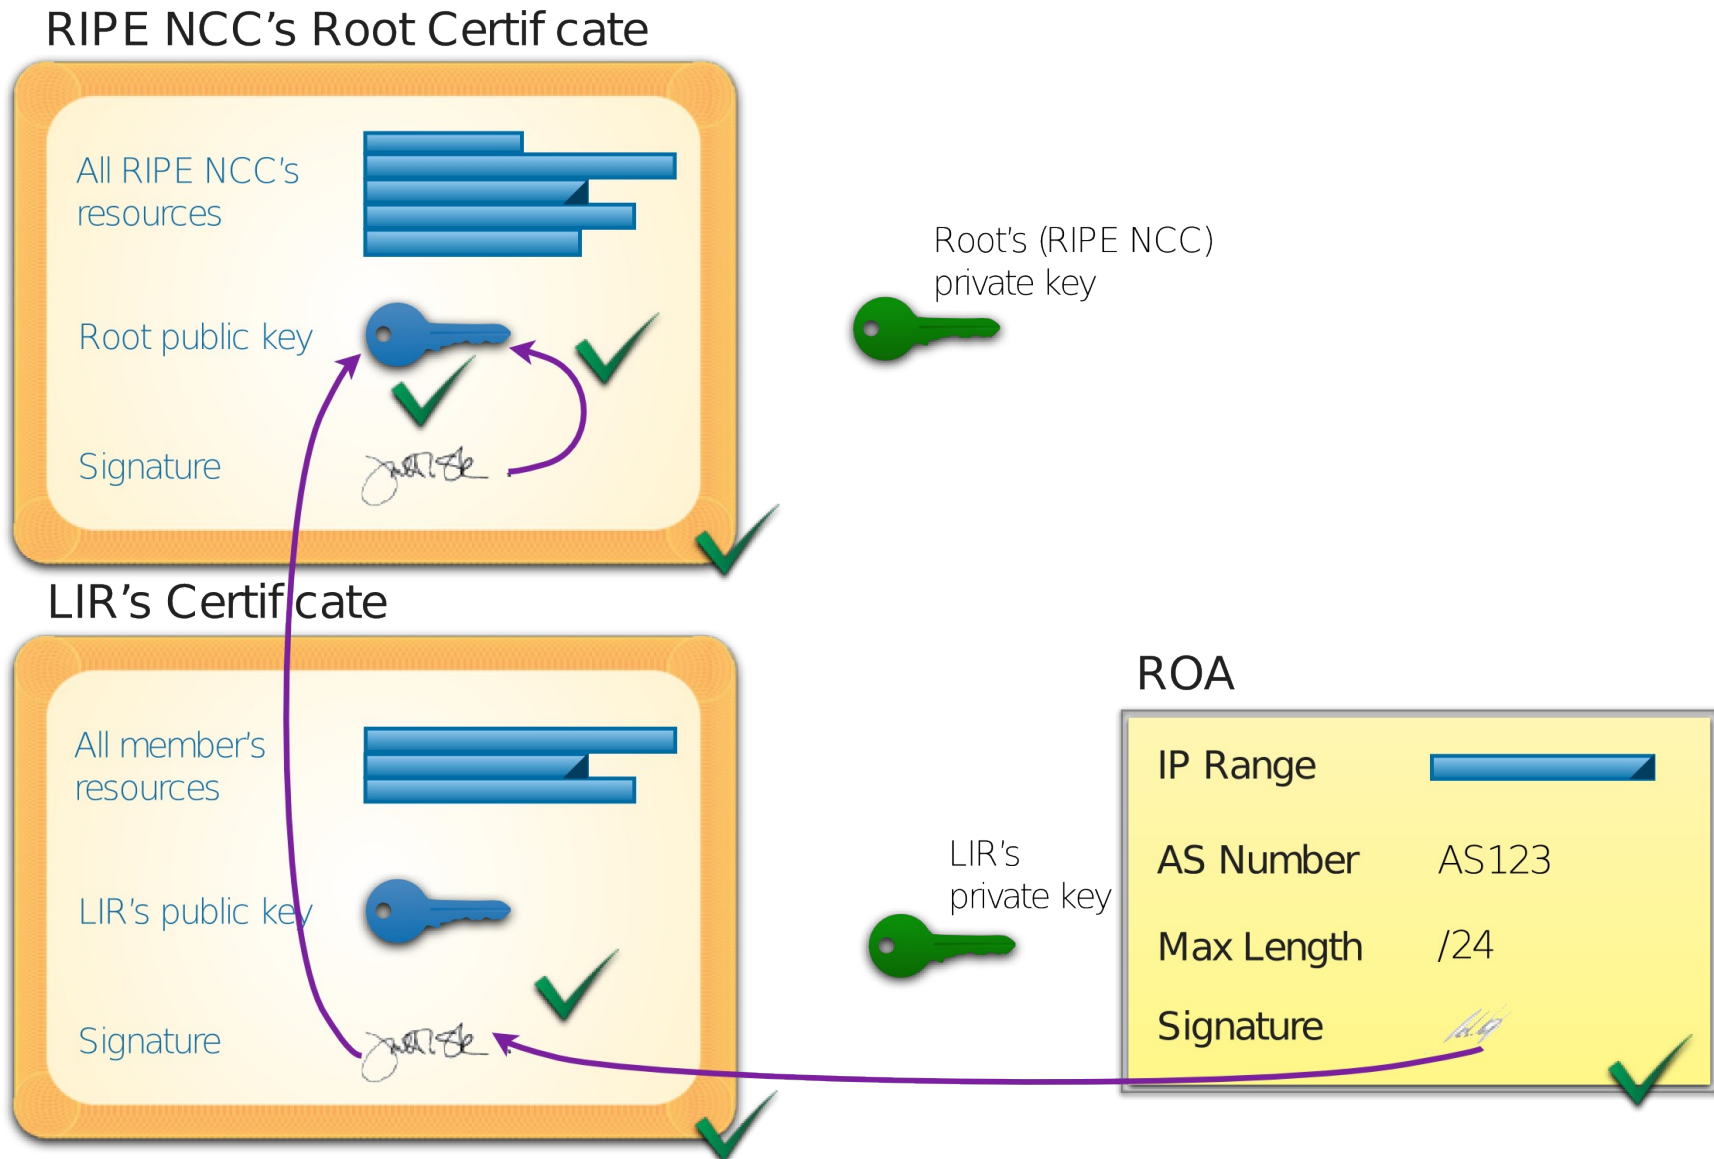 RIPE NCC's Root Certif cate
All RIPE NCC's
resources
Root public key
Signature
Root's (RIPE NCC)
private key
LIR's Certif cate
All member's
resources
LIR's public key
Signature
LIR's
private key
ROA
IP Range
AS Number AS123
Max Length /24
Signature